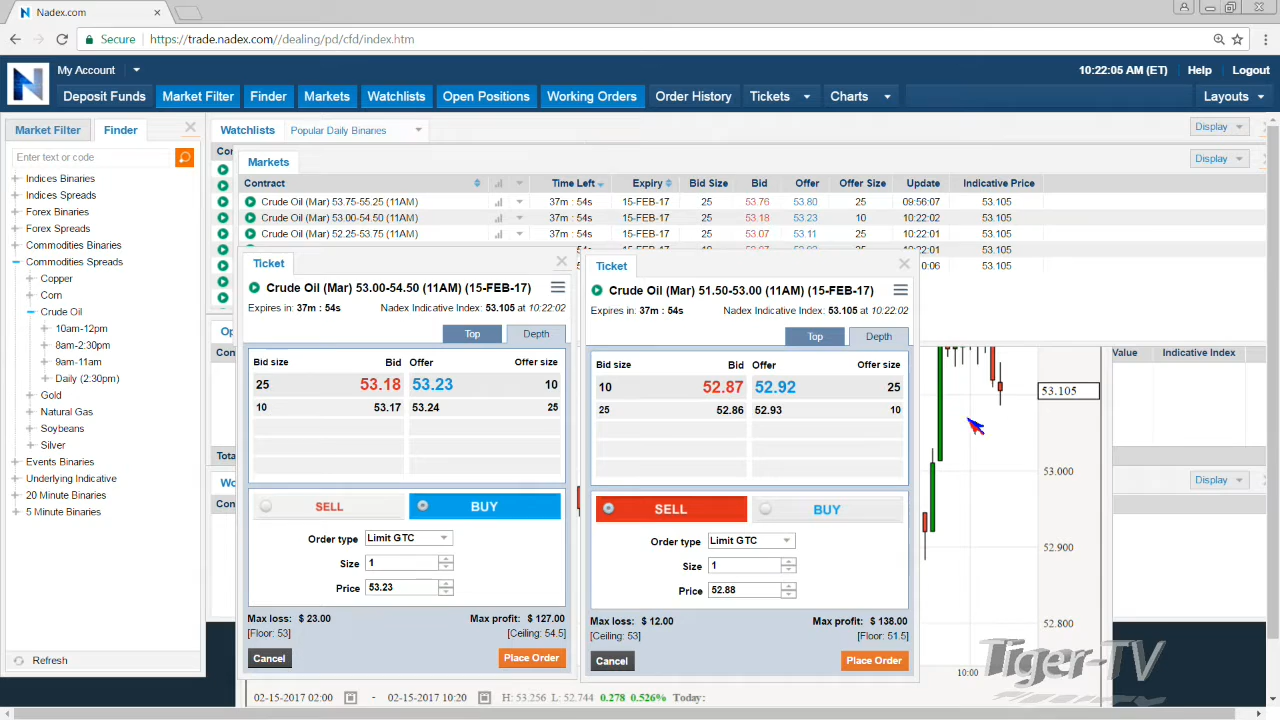 Nadex.com
Secure https://trade.nadex.com//dealing/pd/cfd/index.htm
My Account
10:22:05 AM (ET) Help Logout
Deposit Funds Market Filter Finder Markets Watchlists Open Positions Working Orders Order History Tickets Charts Layouts
Market Filter Finder
Enter text or code
Indices Binaries
Indices Spreads
Forex Binaries
Forex Spreads
Commodities Binaries
Commodities Spreads
Copper
Corn
Crude Oil
10am-12pm
8am-2:30pm
9am-11am
Daily (2:30pm)
Gold
Natural Gas
Soybeans
Silver
Events Binaries
Underlying Indicative
20 Minute Binaries
5 Minute Binaries
Refresh
Watchlists Popular Daily Binaries Display
Markets Display
Contract Time Left Expiry Bid Size Bid Offer Offer Size Update Indicative Price
Crude Oil (Mar) 53.75-55.25 (11AM) 37m : 54s 15-FEB-17 25 53.76 53.80 25 09:56:07 53.105
Crude Oil (Mar) 53.00-54.50 (11AM) 37m : 54s 15-FEB-17 25 53.18 53.23 10 10:22:02 53.105
Crude Oil (Mar) 52.25-53.75 (11AM) 37m : 54s 15-FEB-17 25 53.07 53.11 25 10:22:01 53.105
53.105
53.105
Ticket
Crude Oil (Mar) 53.00-54.50 (11AM) (15-FEB-17)
Expires in: 37m : 54s Nadex Indicative Index: 53.105 at 10:22:02
Top Depth
Bid size Bid Offer Offer size
25 53.18 53.23 10
10 53.17 53.24 25
SELL BUY
Order type Limit GTC
Size 1
Price 53.23
Max loss: $ 23.00 Max profit: $ 127.00
[Floor: 53] [Ceiling: 54.5]
Cancel Place Order
Ticket
Crude Oil (Mar) 51.50-53.00 (11AM) (15-FEB-17)
Expires in: 37m : 54s Nadex Indicative Index: 53.105 at 10:22:02
Top Depth
Bid size Bid Offer Offer size
10 52.87 52.92 25
25 52.86 52.93 10
SELL BUY
Order type Limit GTC
Size 1
Price 52.88
Max loss: $ 12.00 Max profit: $ 138.00
[Ceiling: 53] [Floor: 51.5]
Cancel Place Order
Value Indicative Index
53.105
53.000
52.900
52.800
10:00
Display
Tiger-TV
02-15-2017 02:00 - 02-15-2017 10:20 H: 53.256 L: 52.744 0.278 0.526% Today: